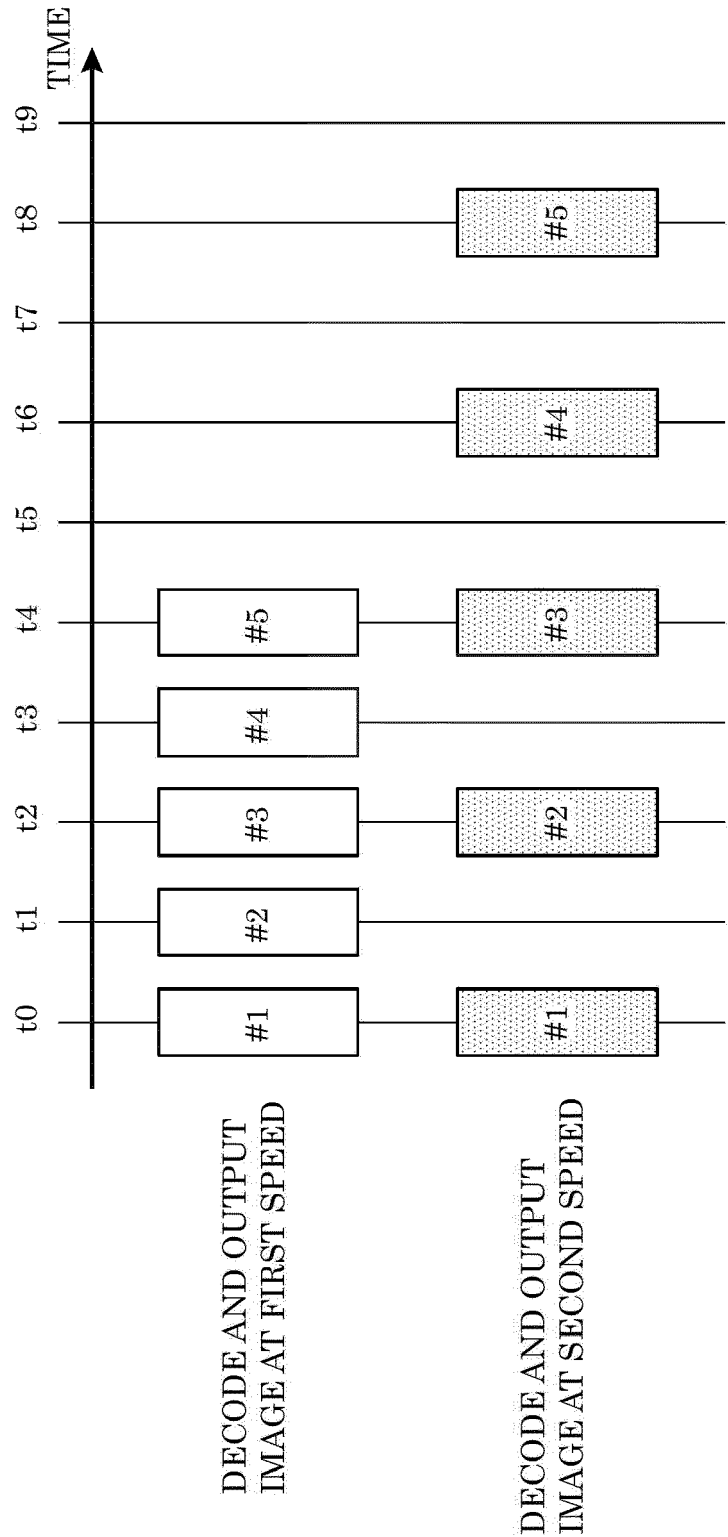 t0 t1 t2 t3 t4 t5 t6 t7 t8 t9
TIME
DECODE AND OUTPUT
IMAGE AT FIRST SPEED
#1 #2 #3 #4 #5
DECODE AND OUTPUT
IMAGE AT SECOND SPEED
#1 #2 #3 #4 #5